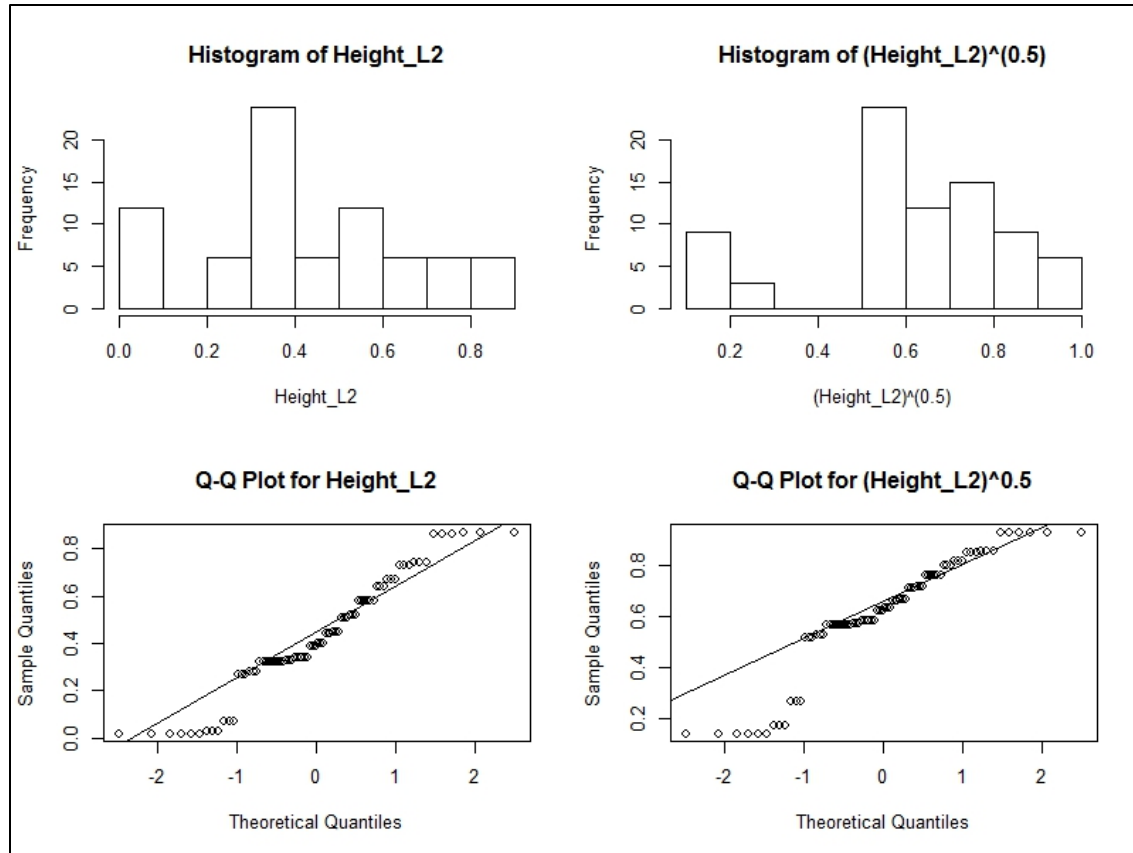 Histogram of Height_L2
Frequency
0 5 10 15 20
0.0 0.2 0.4 0.6 0.8
Height_L2
Histogram of (Height_L2)^(0.5)
Frequency
0 5 10 15 20
0.2 0.4 0.6 0.8 1.0
(Height_L2)^(0.5)
Q-Q Plot for Height_L2
Sample Quantiles
0.0 0.2 0.4 0.6 0.8
-2 -1 0 1 2
Theoretical Quantiles
Q-Q Plot for (Height_L2)^0.5
Sample Quantiles
0.2 0.4 0.6 0.8
-2 -1 0 1 2
Theoretical Quantiles